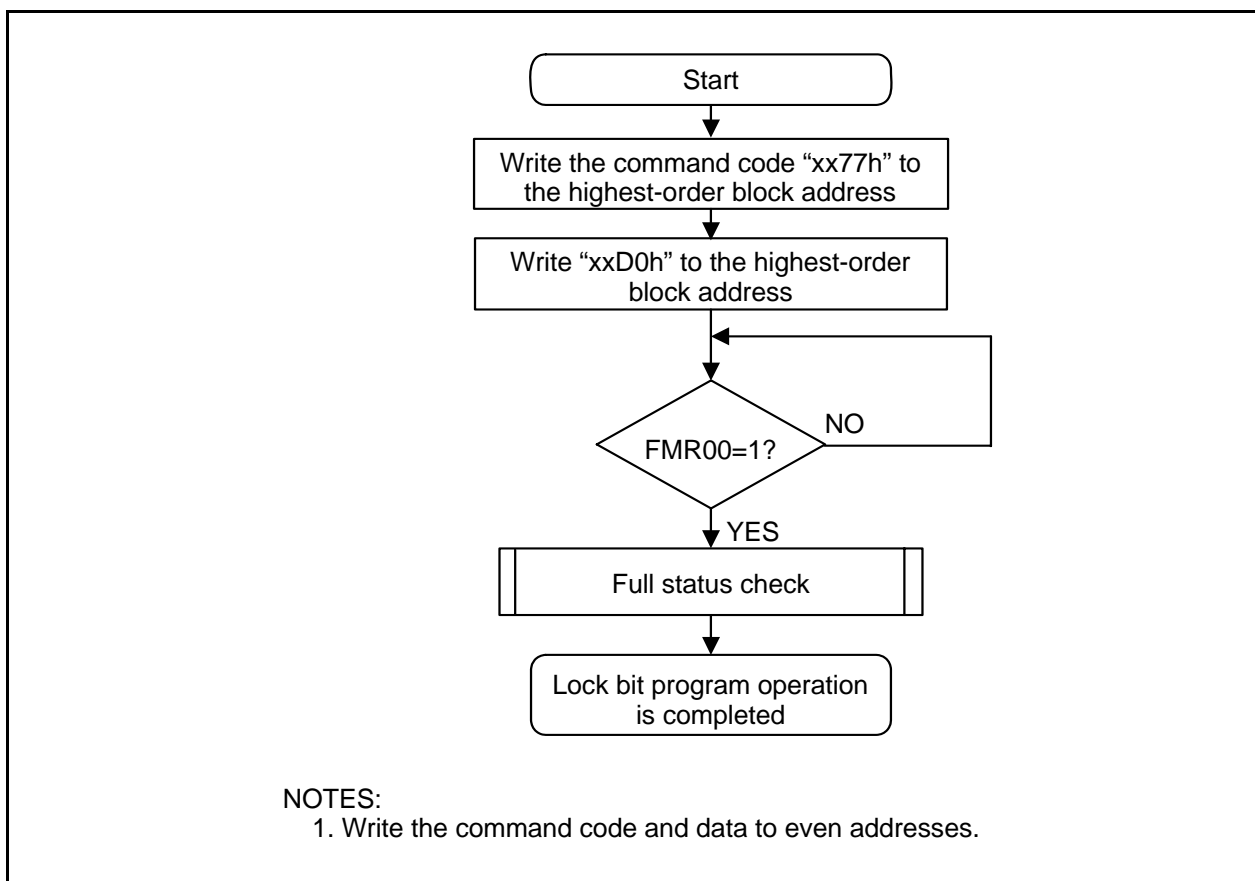 Start
Write the command code “xx77h” to
the highest-order block address
Write “xxD0h” to the highest-order
block address
FMR00=1?
NO
YES
Full status check
Lock bit program operation
is completed
NOTES:
1. Write the command code and data to even addresses.